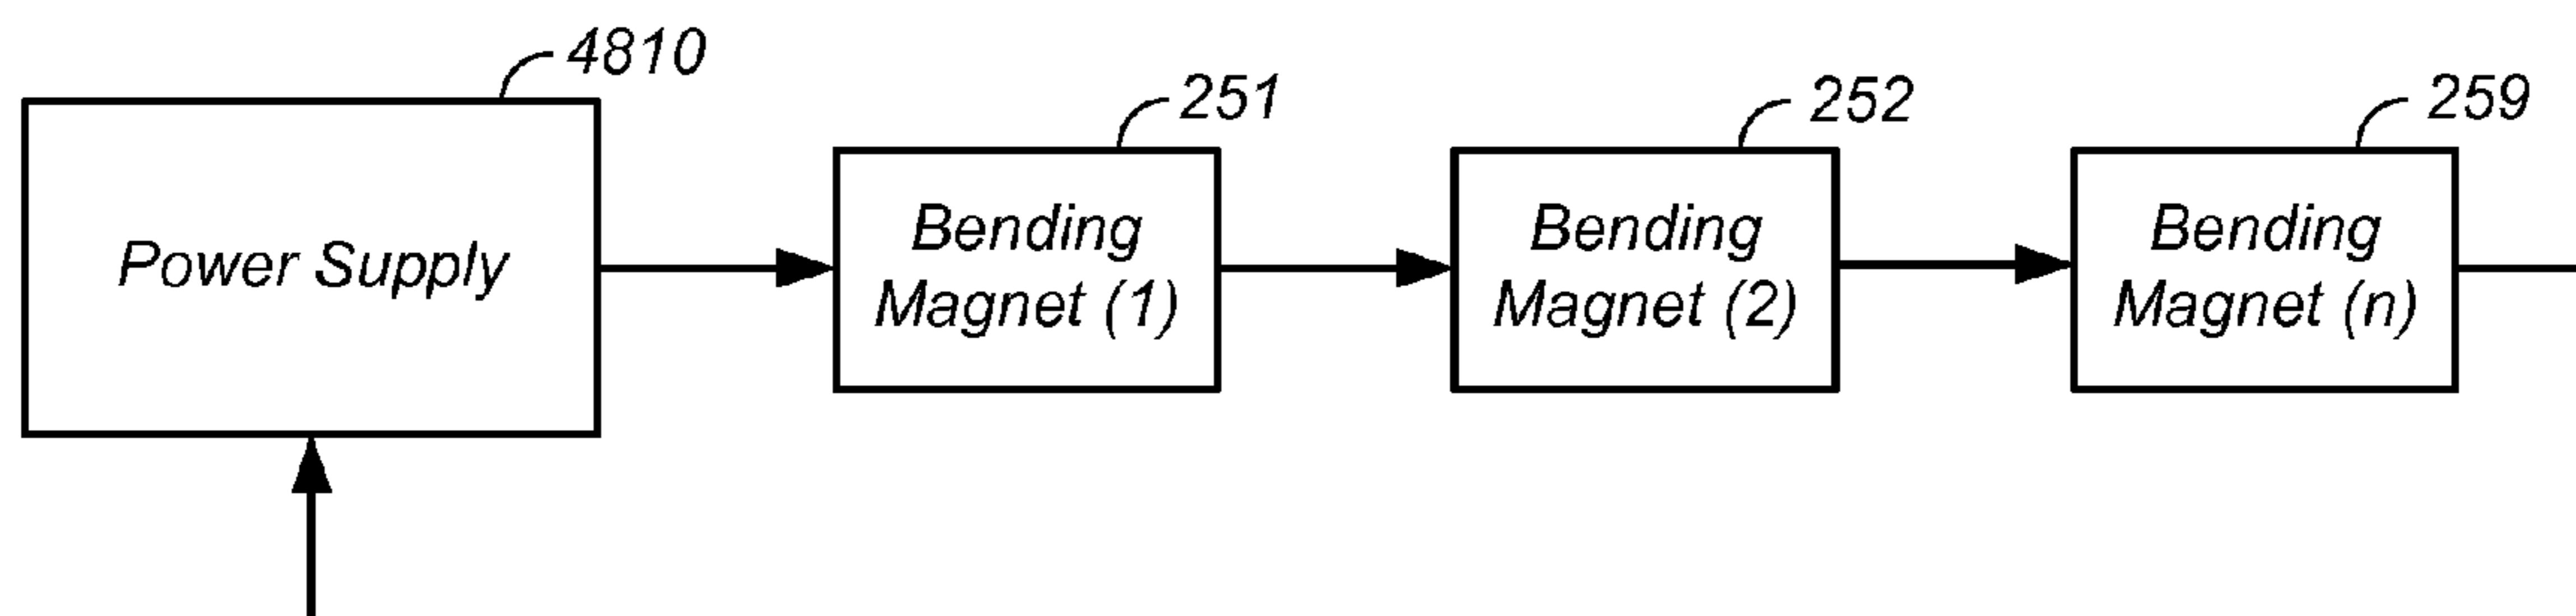 4810
Power Supply
251
Bending
Magnet (1)
252
Bending
Magnet (2)
259
Bending
Magnet (n)